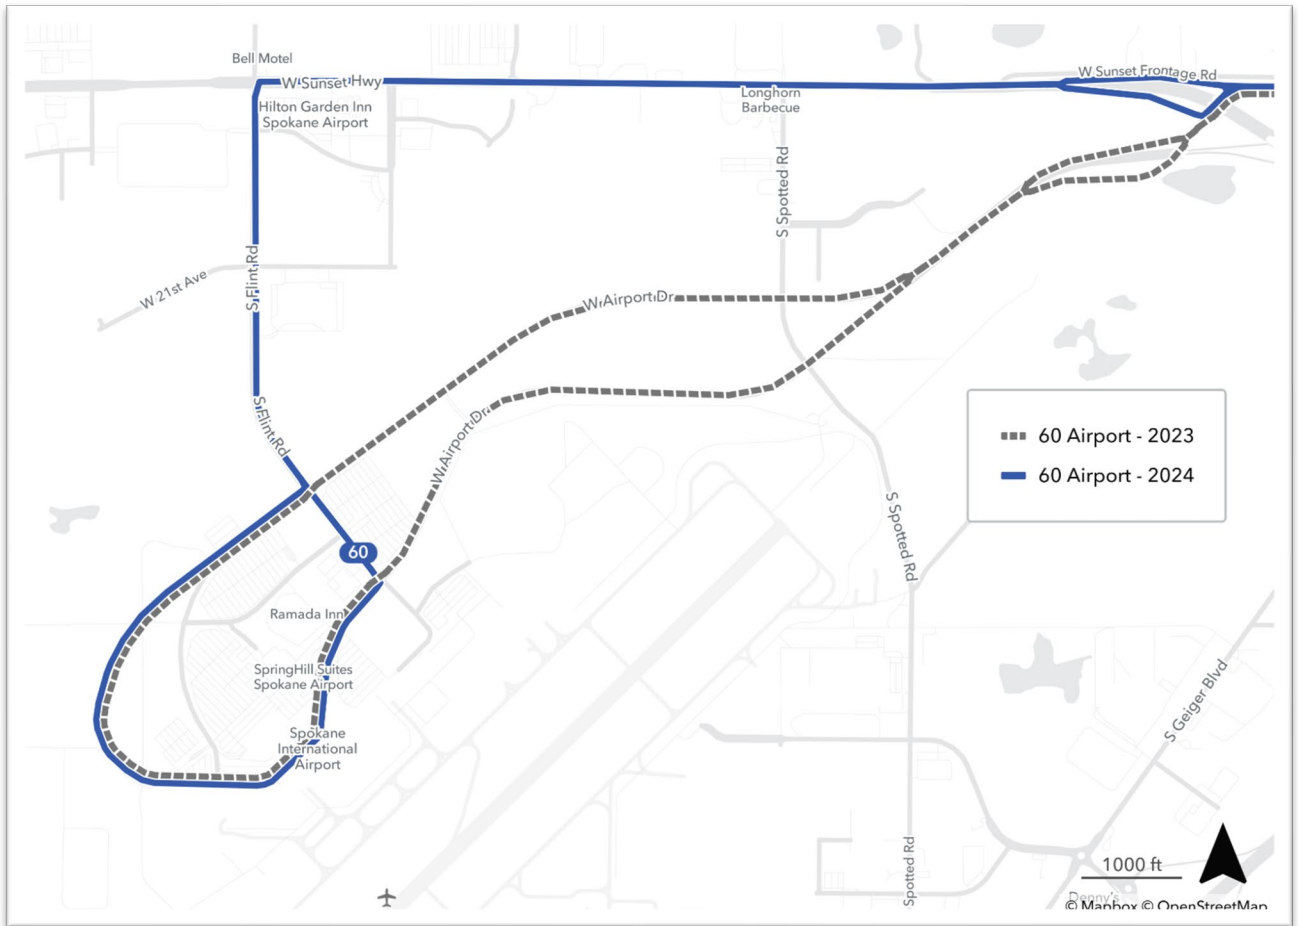 Bell Motel
W Sunset Hwy
W Sunset Frontage Rd
Hilton Garden Inn
Spokane Airport
Longhorn
Barbecue
S Spotted Rd
S Flint Rd
W 21st Ave
W Airport Dr
S Flint Rd
W Airport Dr
60 Airport - 2023
60 Airport - 2024
S Spotted Rd
60
Ramada Inn
SpringHill Suites
Spokane Airport
S Geiger Blvd
Spokane
International
Airport
Spotted Rd
1000 ft
Denny's
© Mapbox © OpenStreetMap